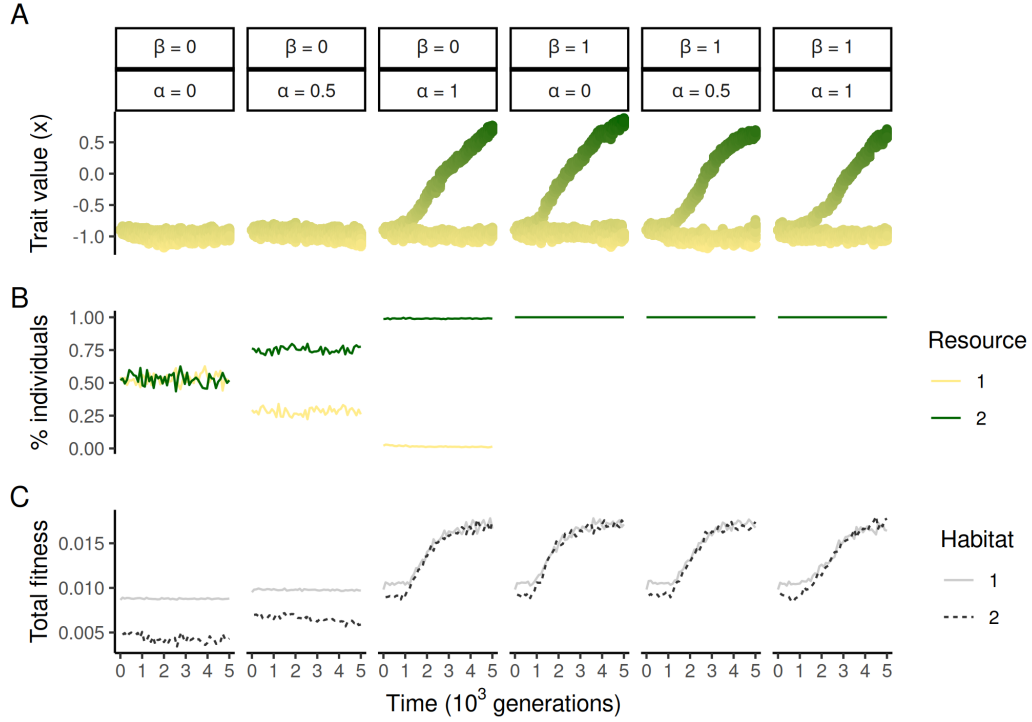 A
β = 0 β = 0 β = 0 β = 1 β = 1 β = 1
α = 0 α = 0.5 α = 1 α = 0 α = 0.5 α = 1
Trait value (x)
0.5
0.0
-0.5
-1.0
B
% individuals
1.00
0.75
0.50
0.25
0.00
Resource
1
2
C
Total fitness
0.015
0.010
0.005
Habitat
1
2
0 1 2 3 4 5 0 1 2 3 4 5 0 1 2 3 4 5 0 1 2 3 4 5 0 1 2 3 4 5 0 1 2 3 4 5
Time (10³ generations)